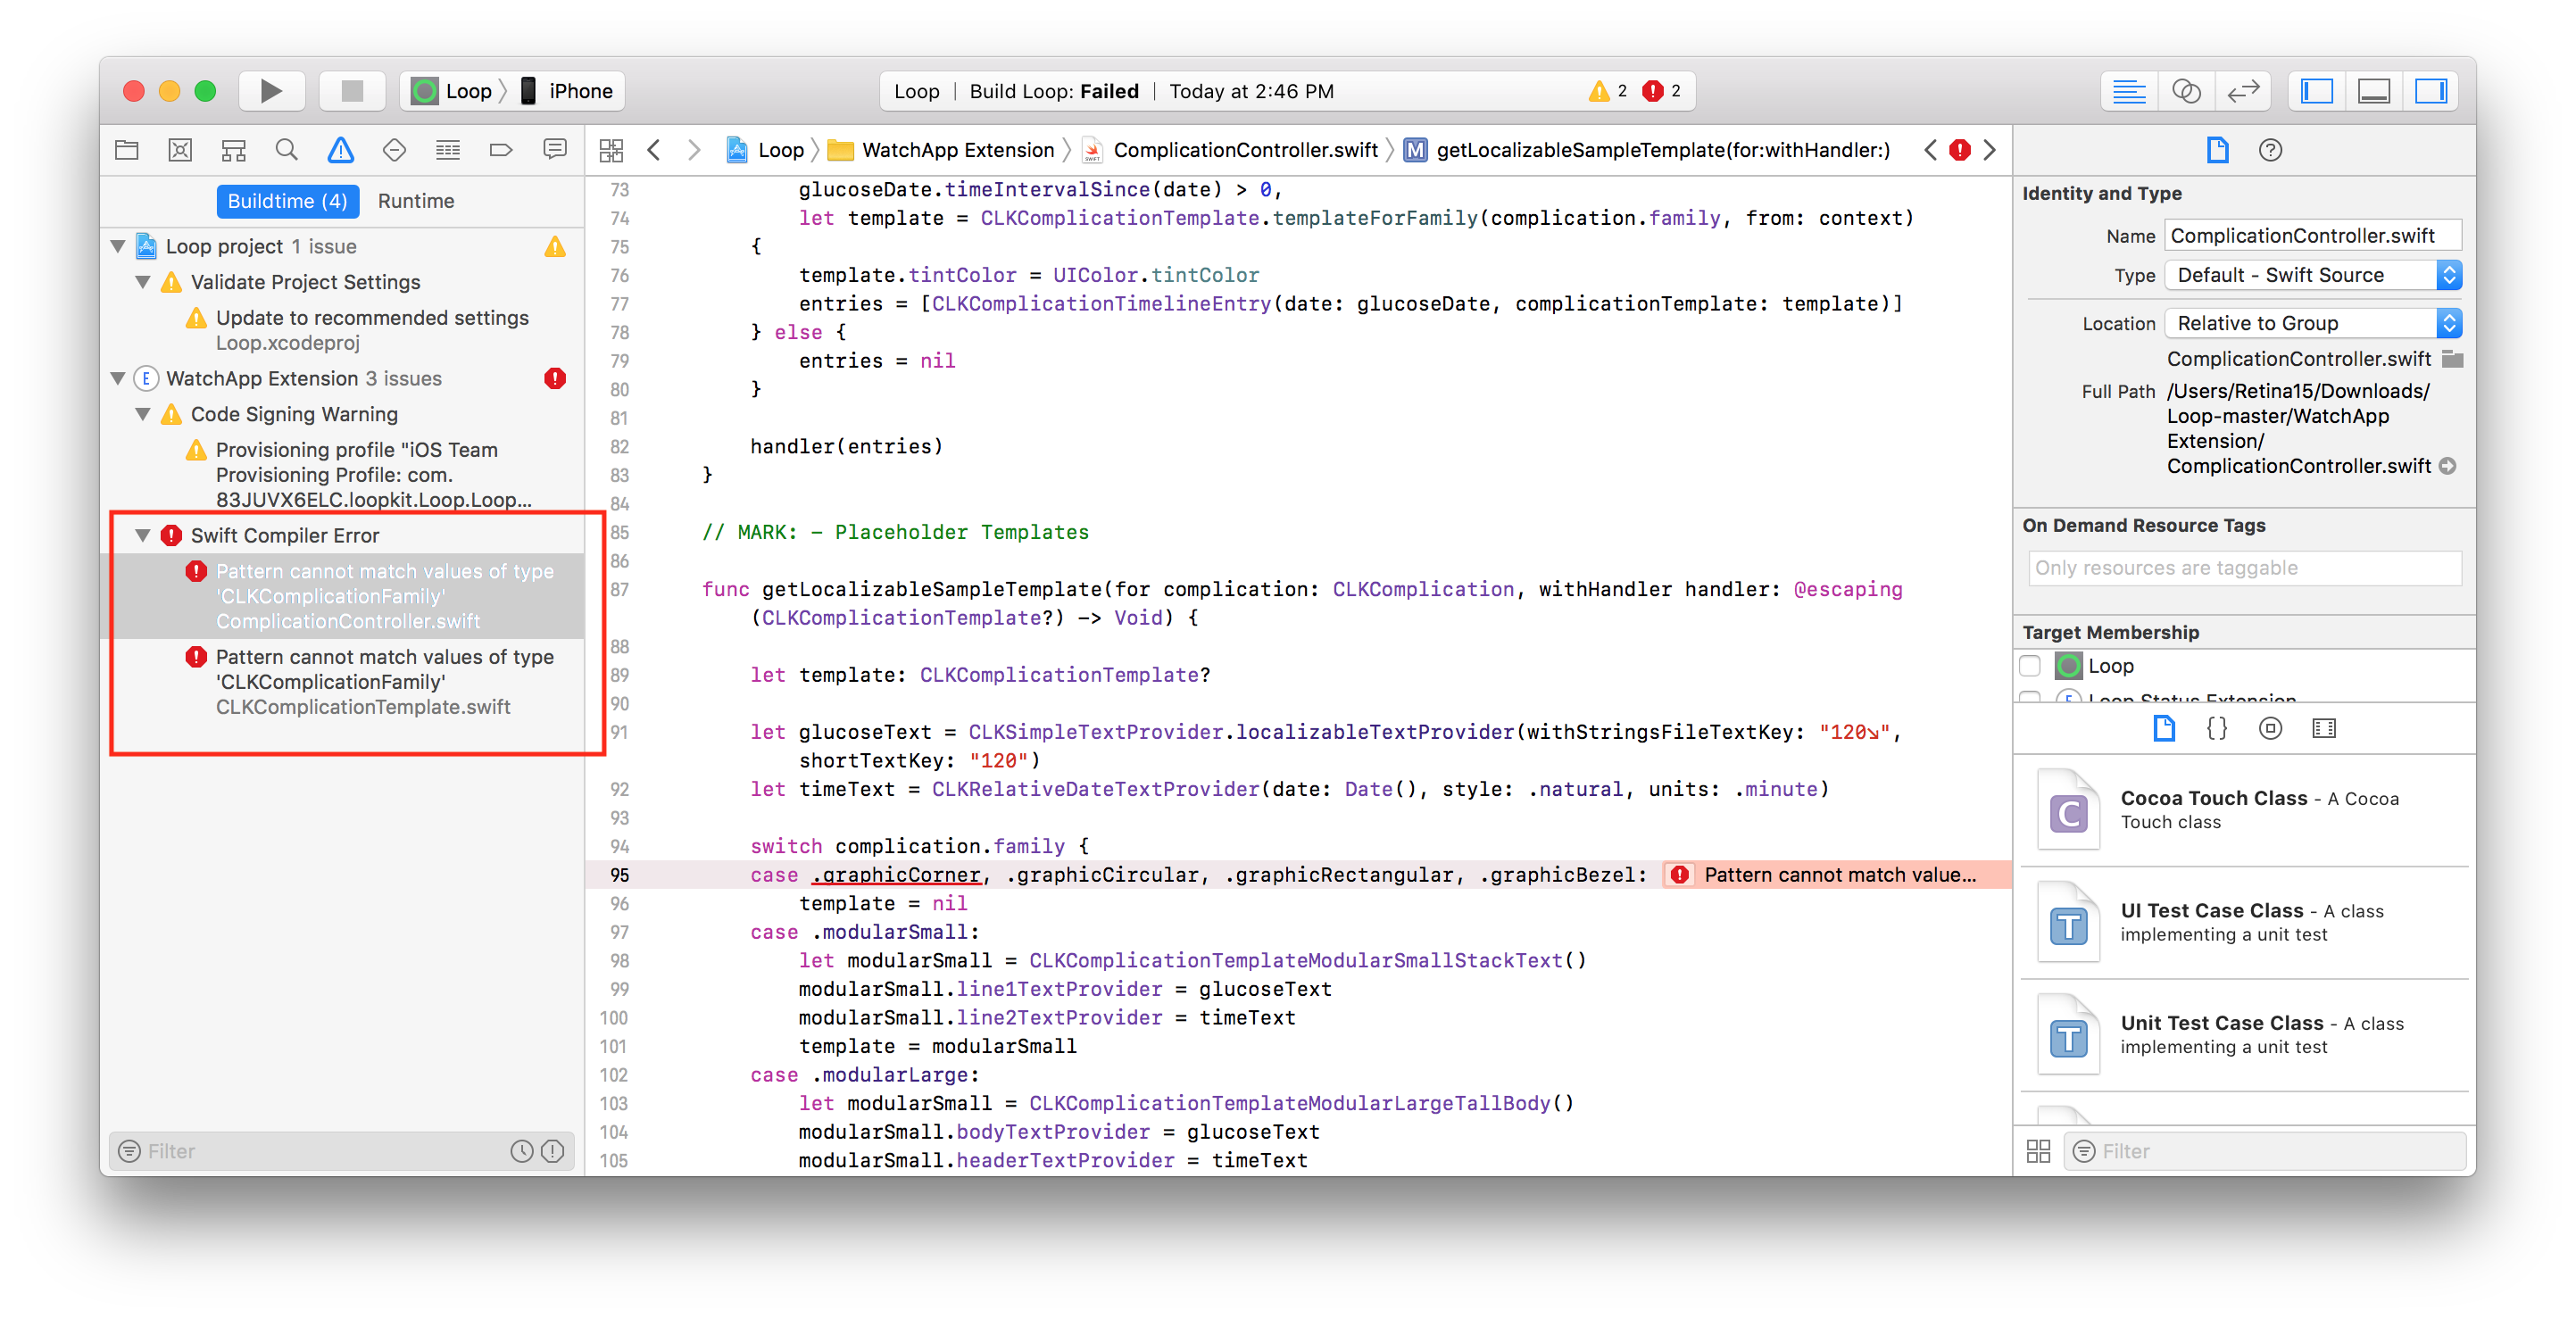 Loop
iPhone
Loop | Build Loop: Failed | Today at 2:46 PM
2
2
Loop
WatchApp Extension
ComplicationController.swift
M
getLocalizableSampleTemplate(for:withHandler:)
Buildtime (4)
Runtime
Loop project 1 issue
Validate Project Settings
Update to recommended settings
Loop.xcodeproj
E
WatchApp Extension 3 issues
Code Signing Warning
Provisioning profile "iOS Team
Provisioning Profile: com.
83JUVX6ELC.loopkit.Loop.Loop...
Swift Compiler Error
Pattern cannot match values of type
'CLKComplicationFamily'
ComplicationController.swift
Pattern cannot match values of type
'CLKComplicationFamily'
CLKComplicationTemplate.swift
Filter
73 glucoseDate.timeIntervalSince(date) > 0,
74 let template = CLKComplicationTemplate.templateForFamily(complication.family, from: context)
75 {
76 template.tintColor = UIColor.tintColor
77 entries = [CLKComplicationTimelineEntry(date: glucoseDate, complicationTemplate: template)]
78 } else {
79 entries = nil
80 }
81
82 handler(entries)
83 }
84
85 // MARK: - Placeholder Templates
86
87 func getLocalizableSampleTemplate(for complication: CLKComplication, withHandler handler: @escaping
(CLKComplicationTemplate?) -> Void) {
88
89 let template: CLKComplicationTemplate?
90
91 let glucoseText = CLKSimpleTextProvider.localizableTextProvider(withStringsFileTextKey: "120↘",
shortTextKey: "120")
92 let timeText = CLKRelativeDateTextProvider(date: Date(), style: .natural, units: .minute)
93
94 switch complication.family {
95 case .graphicCorner, .graphicCircular, .graphicRectangular, .graphicBezel: Pattern cannot match value...
96 template = nil
97 case .modularSmall:
98 let modularSmall = CLKComplicationTemplateModularSmallStackText()
99 modularSmall.line1TextProvider = glucoseText
100 modularSmall.line2TextProvider = timeText
101 template = modularSmall
102 case .modularLarge:
103 let modularSmall = CLKComplicationTemplateModularLargeTallBody()
104 modularSmall.bodyTextProvider = glucoseText
105 modularSmall.headerTextProvider = timeText
Identity and Type
Name ComplicationController.swift
Type Default - Swift Source
Location Relative to Group
ComplicationController.swift
Full Path /Users/Retina15/Downloads/
Loop-master/WatchApp
Extension/
ComplicationController.swift
On Demand Resource Tags
Only resources are taggable
Target Membership
Loop
Loop Status Extension
{}
C
Cocoa Touch Class - A Cocoa
Touch class
T
UI Test Case Class - A class
implementing a unit test
T
Unit Test Case Class - A class
implementing a unit test
Filter